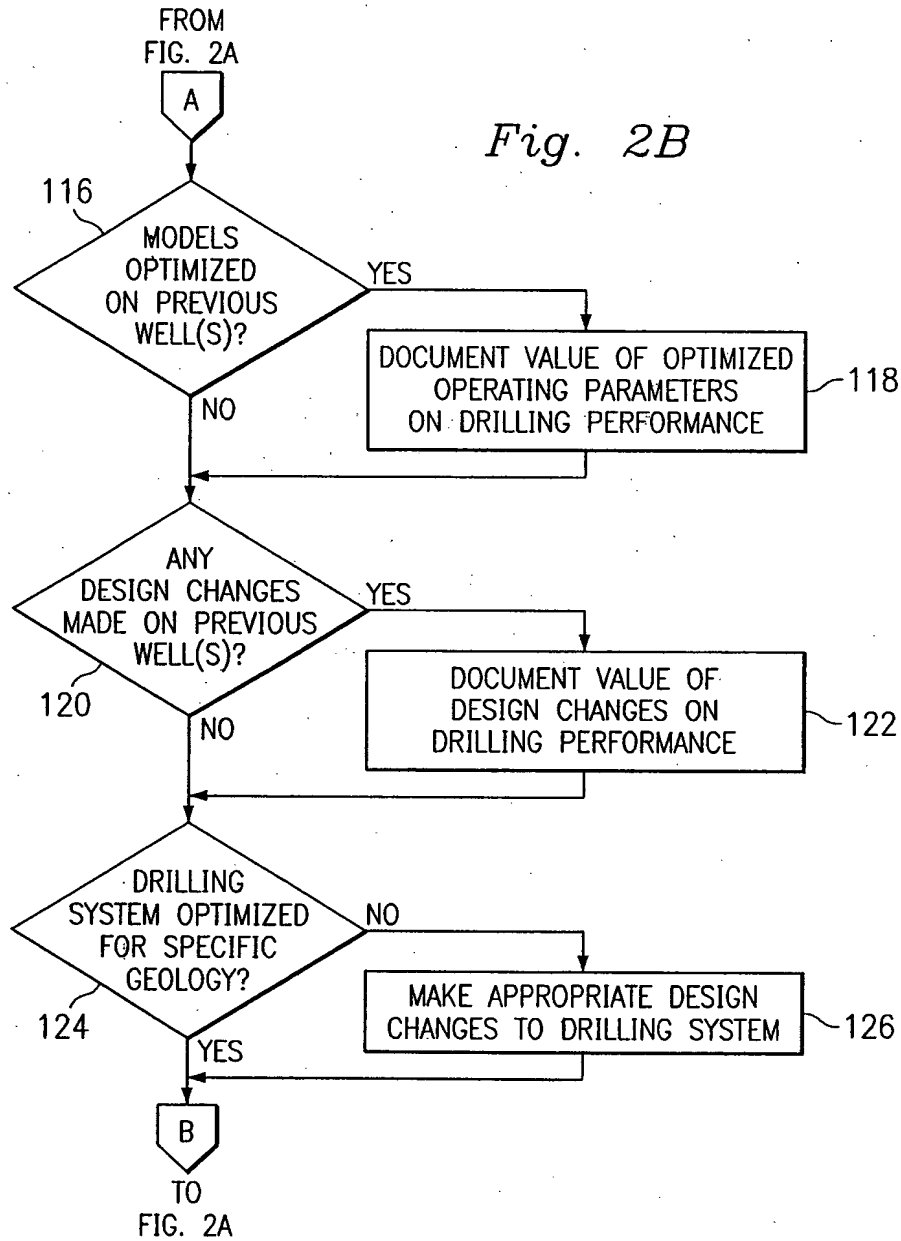 FROM
FIG. 2A
A
Fig. 2B
116
MODELS
OPTIMIZED
ON PREVIOUS
WELL(S)?
YES
DOCUMENT VALUE OF OPTIMIZED
OPERATING PARAMETERS
ON DRILLING PERFORMANCE
118
NO
ANY
DESIGN CHANGES
MADE ON PREVIOUS
WELL(S)?
YES
120
DOCUMENT VALUE OF
DESIGN CHANGES ON
DRILLING PERFORMANCE
122
NO
DRILLING
SYSTEM OPTIMIZED
FOR SPECIFIC
GEOLOGY?
NO
124
MAKE APPROPRIATE DESIGN
CHANGES TO DRILLING SYSTEM
126
YES
B
TO
FIG. 2A